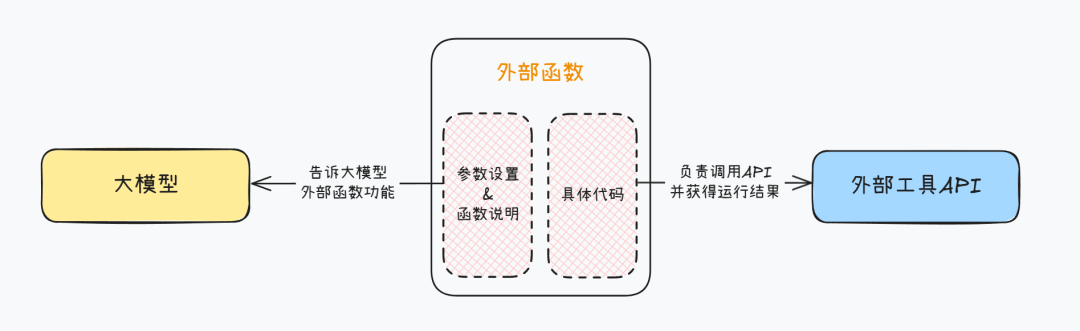 外部函数
大模型
告诉大模型
外部函数功能
参数设置
&
函数说明
具体代码
负责调用API
并获得运行结果
外部工具API